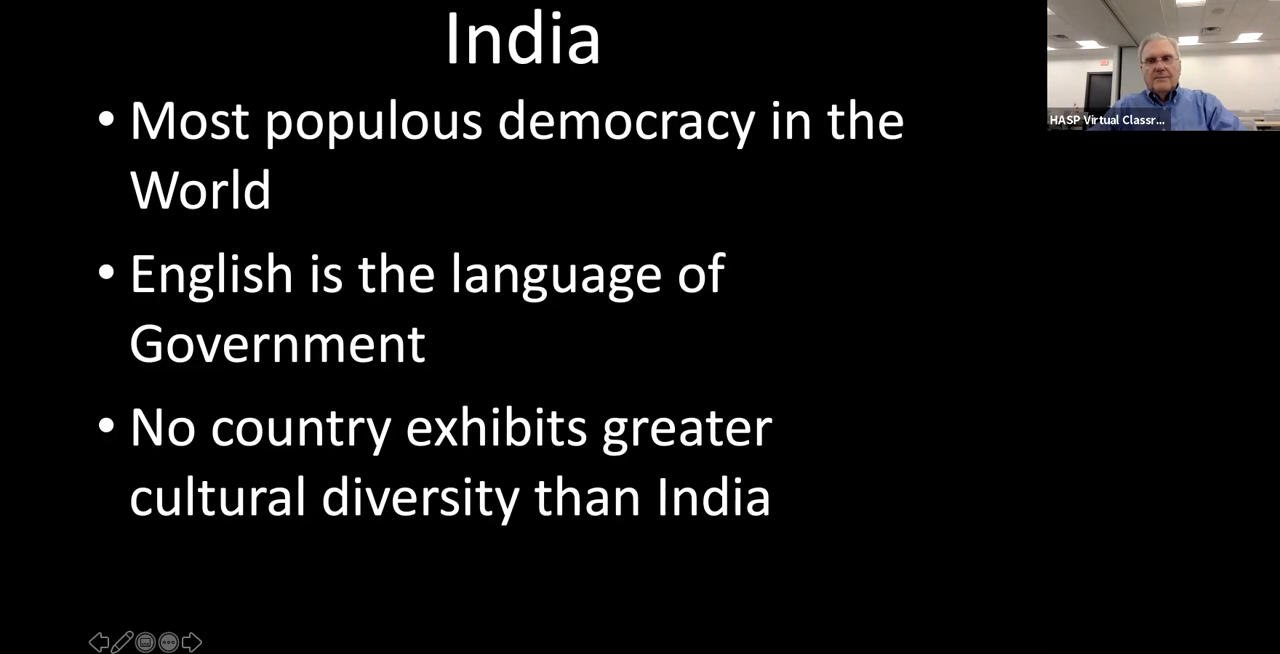 India
• Most populous democracy in the
World
• English is the language of
Government
• No country exhibits greater
cultural diversity than India
HASP Virtual Classr...